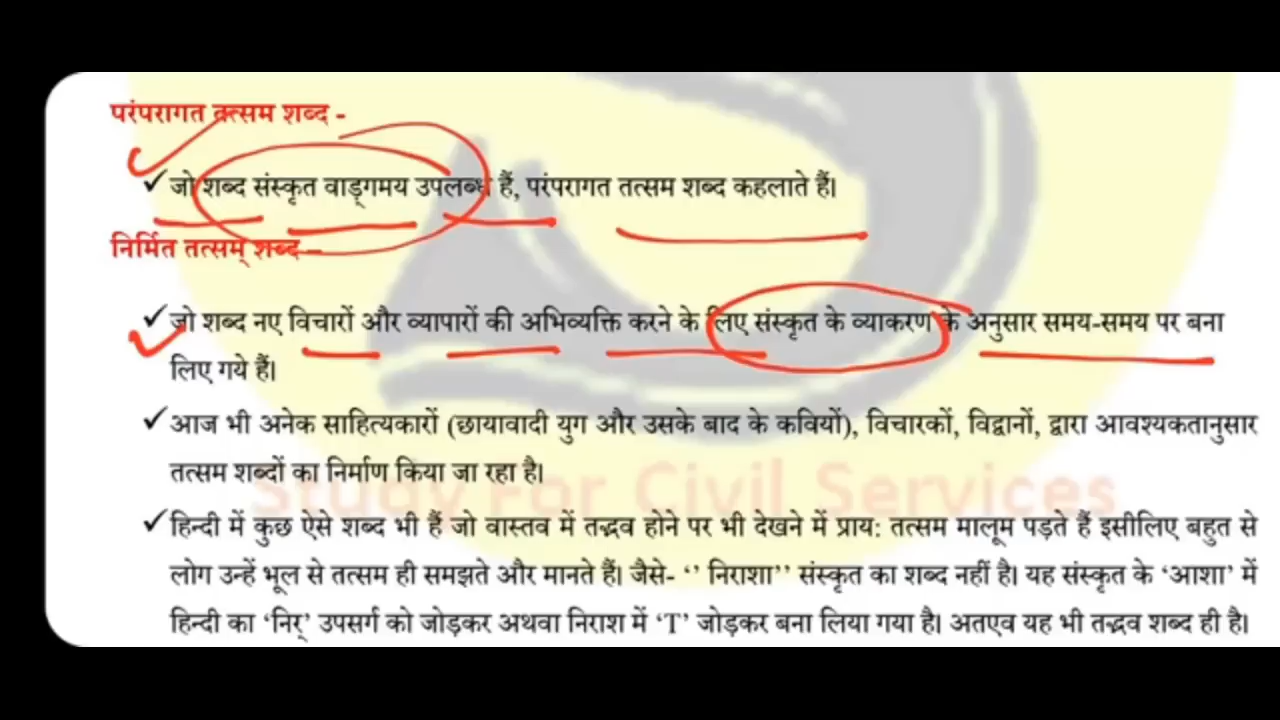 परंपरागत तत्सम शब्द -
✓ जो शब्द संस्कृत वाड्गमय उपलब्ध हैं, परंपरागत तत्सम शब्द कहलाते हैं।
निर्मित तत्सम् शब्द –
✓ जो शब्द नए विचारों और व्यापारों की अभिव्यक्ति करने के लिए संस्कृत के व्याकरण के अनुसार समय-समय पर बना
लिए गये हैं।
✓ आज भी अनेक साहित्यकारों (छायावादी युग और उसके बाद के कवियों), विचारकों, विद्वानों, द्वारा आवश्यकतानुसार
तत्सम शब्दों का निर्माण किया जा रहा है।
Study For Civil Services
✓ हिन्दी में कुछ ऐसे शब्द भी हैं जो वास्तव में तद्भव होने पर भी देखने में प्राय: तत्सम मालूम पड़ते हैं इसीलिए बहुत से
लोग उन्हें भूल से तत्सम ही समझते और मानते हैं। जैसे- ‘’ निराशा’’ संस्कृत का शब्द नहीं है। यह संस्कृत के ‘आशा’ में
हिन्दी का ‘निर्’ उपसर्ग को जोड़कर अथवा निराश में ‘T’ जोड़कर बना लिया गया है। अतएव यह भी तद्भव शब्द ही है।